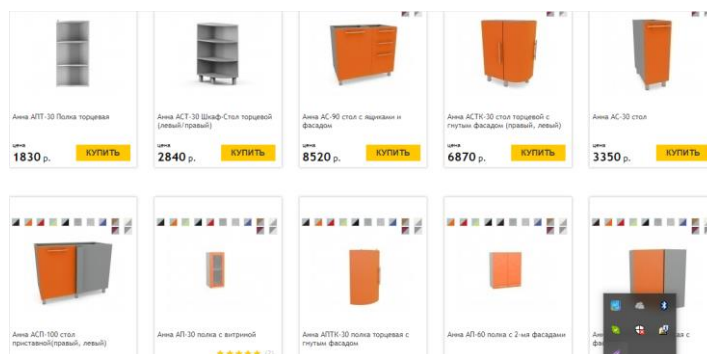 Анна АПТ-30 Полка торцевая
Анна АСТ-30 Шкаф-Стол торцевой
(левый/правый)
Анна АС-90 стол с ящиками и
фасадом
Анна АСТК-30 стол торцевой с
гнутым фасадом (правый, левый)
Анна АС-30 стол
цена
1830 р.
КУПИТЬ
цена
2840 р.
КУПИТЬ
цена
8520 р.
КУПИТЬ
цена
6870 р.
КУПИТЬ
цена
3350 р.
КУПИТЬ
Анна АСП-100 стол
приставной(правый, левый)
Анна АП-30 полка с витриной
Анна АПТК-30 полка торцевая с
гнутым фасадом
Анна АП-60 полка с 2-мя фасадами